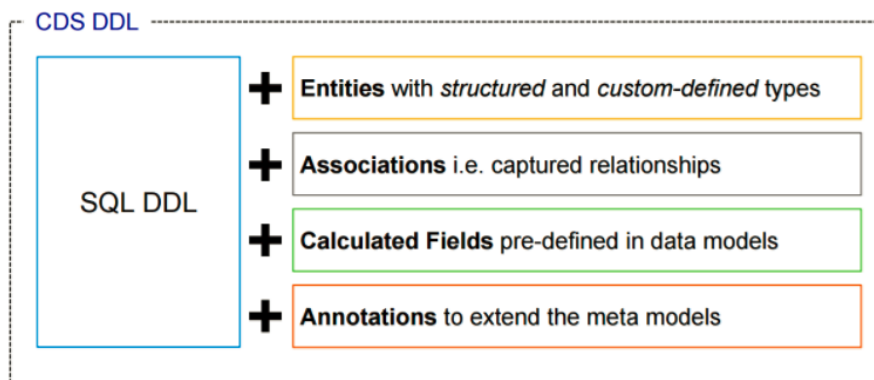 CDS DDL
SQL DDL
+ Entities with structured and custom-defined types
+ Associations i.e. captured relationships
+ Calculated Fields pre-defined in data models
+ Annotations to extend the meta models